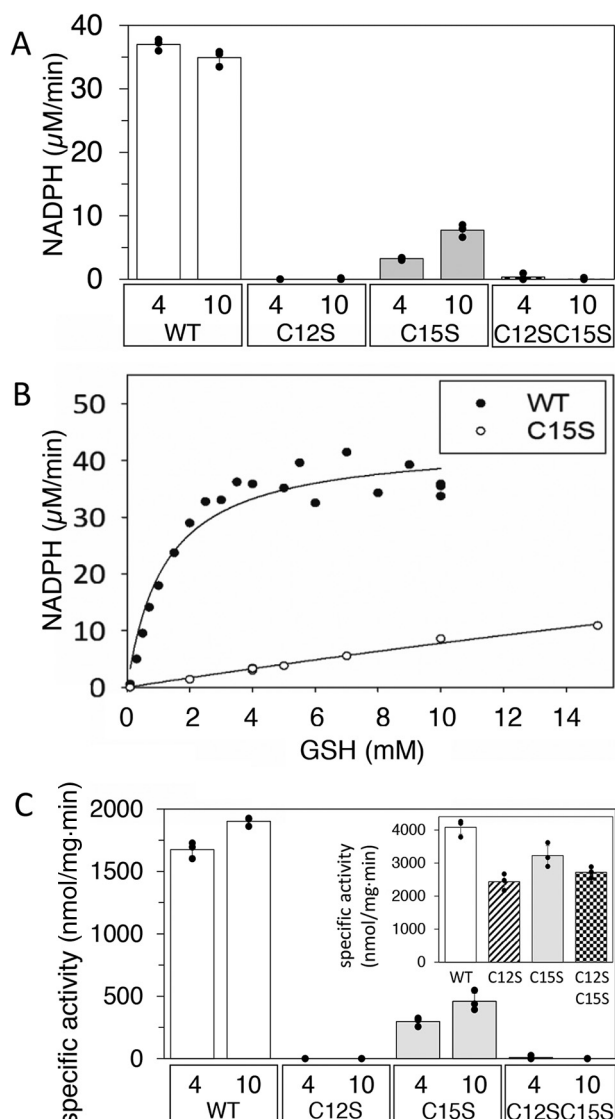 A
NADPH (µM/min)
40
30
20
10
0
4 10 4 10 4 10 4 10
WT C12S C15S C12SC15S
B
NADPH (µM/min)
50
40
30
20
10
0
WT
C15S
0 2 4 6 8 10 12 14
GSH (mM)
C
specific activity (nmol/mg·min)
2000
1500
1000
500
0
specific activity
(nmol/mg·min)
4000
3000
2000
1000
0
WT C12S C15S C12S
C15S
4 10 4 10 4 10 4 10
WT C12S C15S C12SC15S